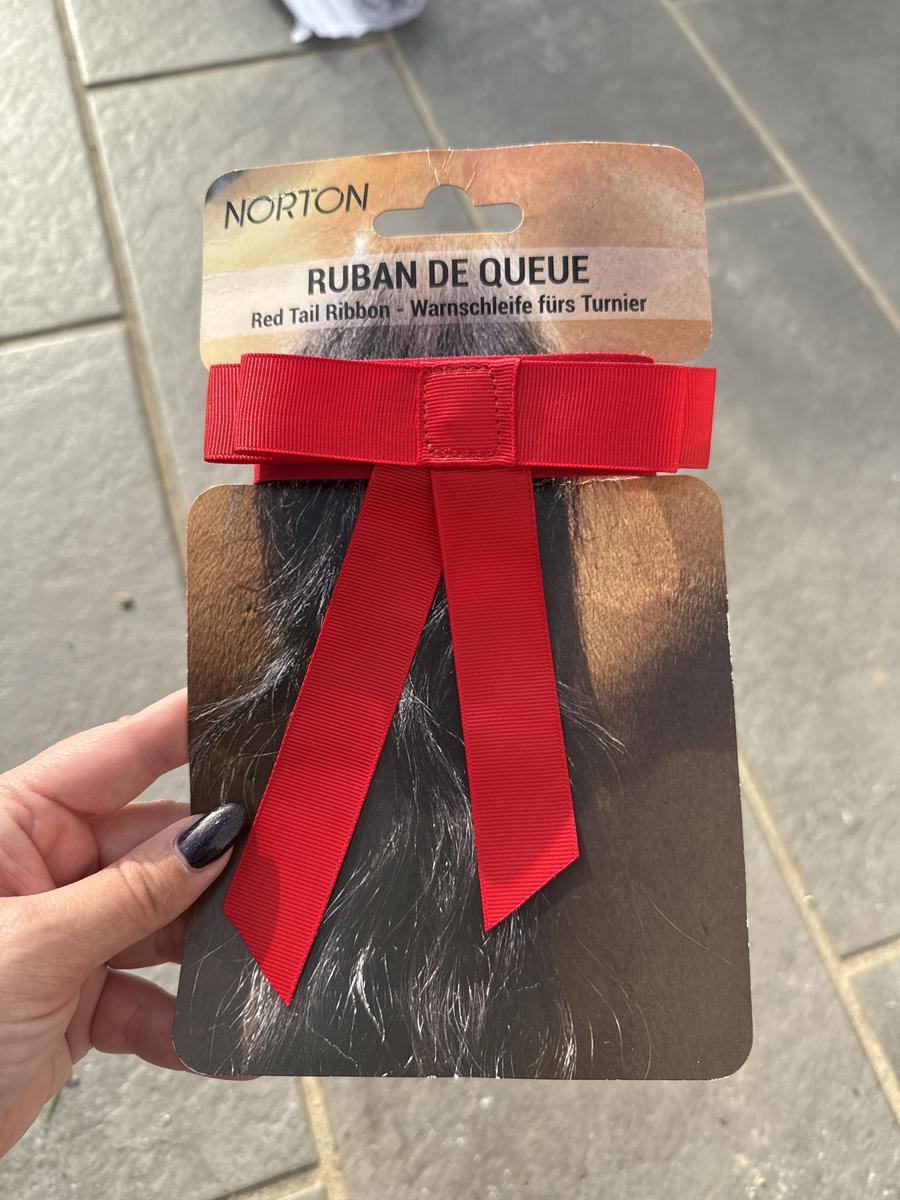 NORTON
RUBAN DE QUEUE
Red Tail Ribbon - Warnschleife fürs Turnier